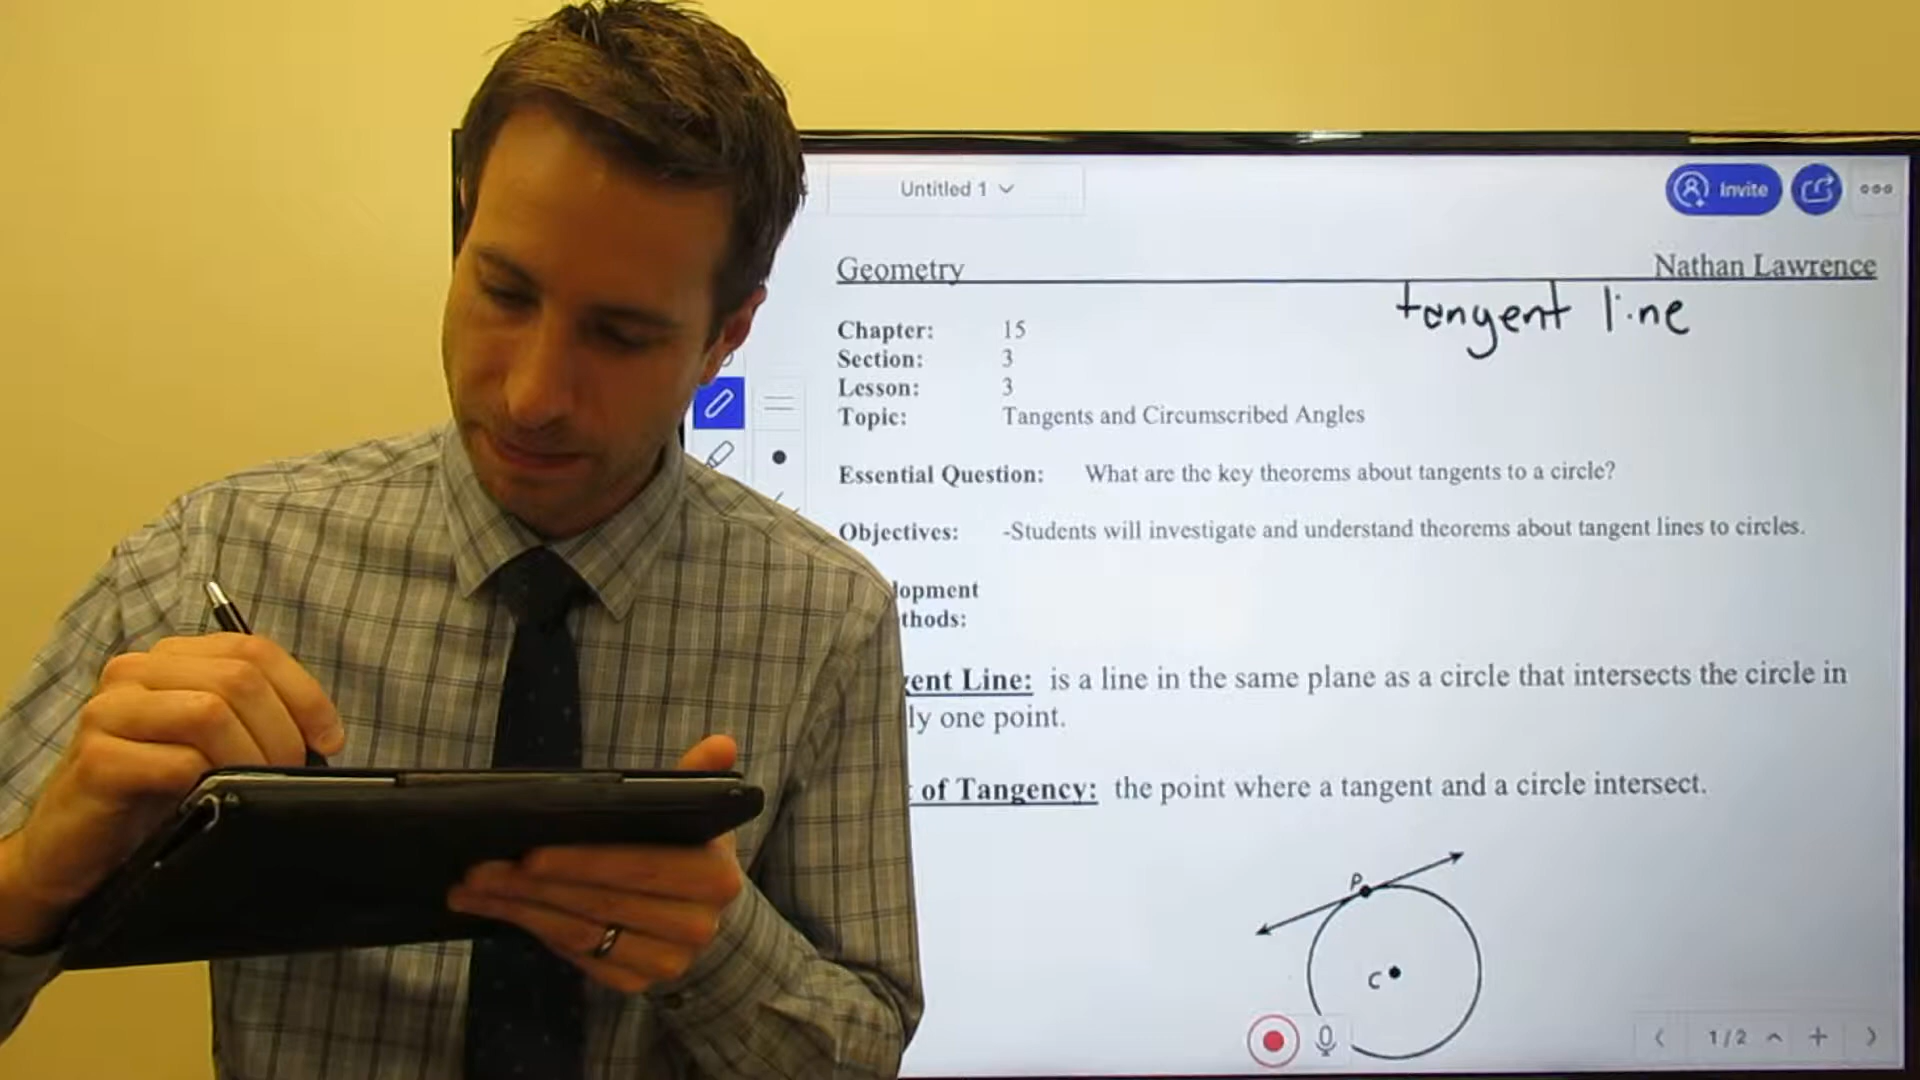 Untitled 1
Invite
Geometry Nathan Lawrence
tangent line
Chapter: 15
Section: 3
Lesson: 3
Topic: Tangents and Circumscribed Angles
Essential Question: What are the key theorems about tangents to a circle?
Objectives: -Students will investigate and understand theorems about tangent lines to circles.
lopment
thods:
gent Line: is a line in the same plane as a circle that intersects the circle in
ly one point.
of Tangency: the point where a tangent and a circle intersect.
P
C
1/2